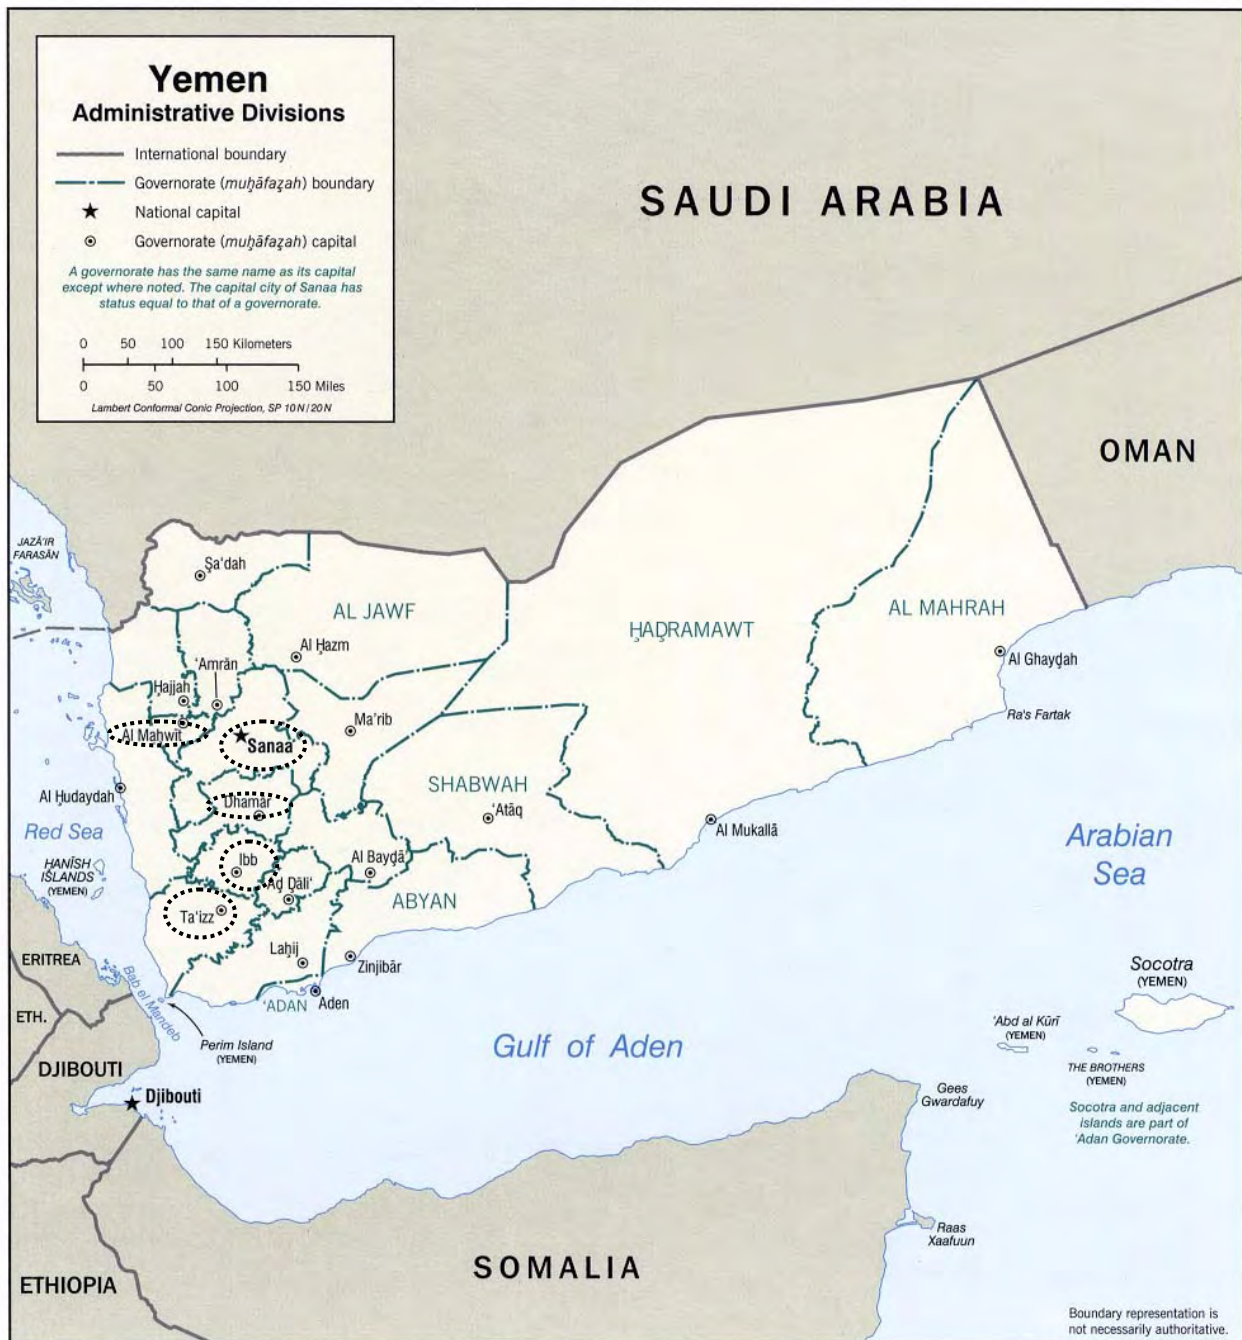 Yemen
Administrative Divisions
International boundary
Governorate (muḩāfaz̧ah) boundary
National capital
Governorate (muḩāfaz̧ah) capital
A governorate has the same name as its capital
except where noted. The capital city of Sanaa has
status equal to that of a governorate.
0 50 100 150 Kilometers
0 50 100 150 Miles
Lambert Conformal Conic Projection, SP 10 N / 20 N
SAUDI ARABIA
OMAN
JAZĀ'IR
FARASĀN
Şa'dah
AL JAWF
Al Ḩazm
'Amrān
Ḩajjah
Al Maḩwīt
Sanaa
Ma'rib
ḨAḐRAMAWT
AL MAHRAH
Al Ghayḑah
Ra's Fartak
Al Ḩudaydah
Dhamār
SHABWAH
'Atāq
Al Mukallā
Red Sea
HANĪSH
ISLANDS
(YEMEN)
Ibb
Al Bayḑā
Aḑ Ḑāli'
ABYAN
Ta'izz
Laḩij
Zinjibār
'ADAN
Aden
Arabian
Sea
ERITREA
ETH.
Bab el Mandeb
Perim Island
(YEMEN)
DJIBOUTI
Djibouti
Gulf of Aden
Socotra
(YEMEN)
'Abd al Kūrī
(YEMEN)
THE BROTHERS
(YEMEN)
Socotra and adjacent
islands are part of
'Adan Governorate.
Gees
Gwardafuy
Raas
Xaafuun
SOMALIA
ETHIOPIA
Boundary representation is
not necessarily authoritative.